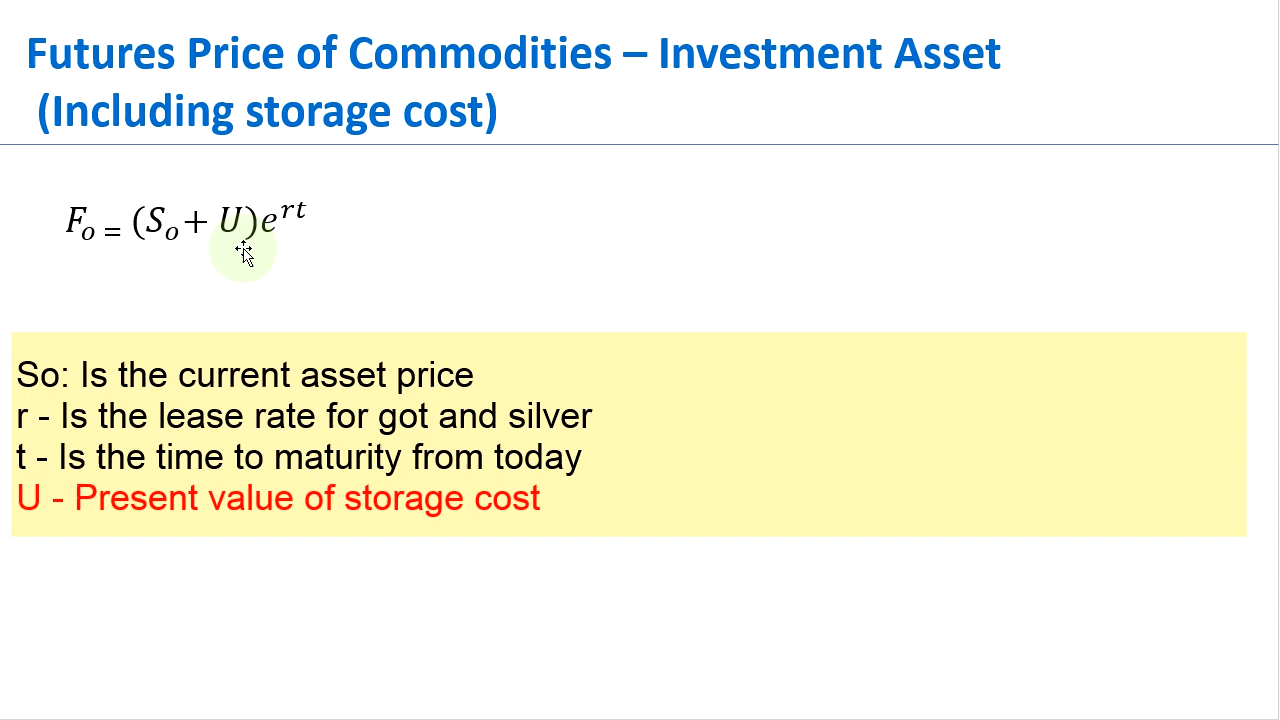 Futures Price of Commodities – Investment Asset
(Including storage cost)
Fₒ ₌ (Sₒ + U)eʳᵗ
So: Is the current asset price
r - Is the lease rate for got and silver
t - Is the time to maturity from today
U - Present value of storage cost